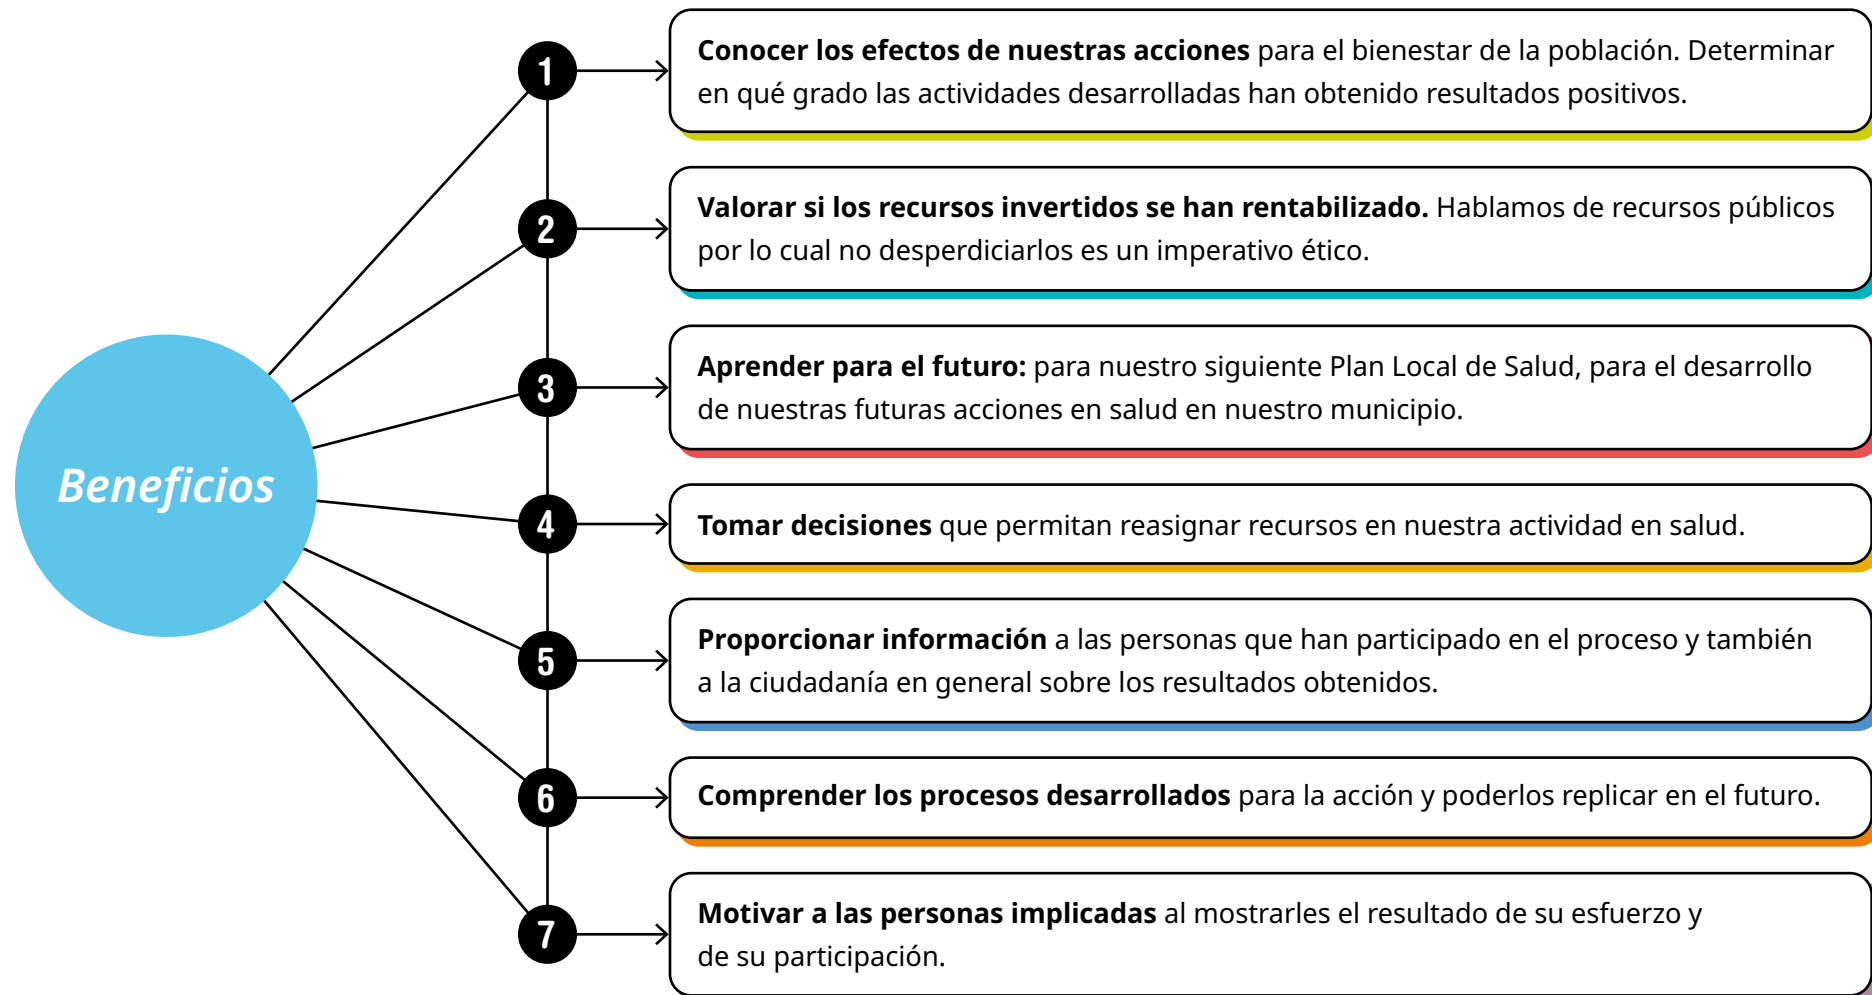 Beneficios
1
Conocer los efectos de nuestras acciones para el bienestar de la población. Determinar
en qué grado las actividades desarrolladas han obtenido resultados positivos.
2
Valorar si los recursos invertidos se han rentabilizado. Hablamos de recursos públicos
por lo cual no desperdiciarlos es un imperativo ético.
3
Aprender para el futuro: para nuestro siguiente Plan Local de Salud, para el desarrollo
de nuestras futuras acciones en salud en nuestro municipio.
4
Tomar decisiones que permitan reasignar recursos en nuestra actividad en salud.
5
Proporcionar información a las personas que han participado en el proceso y también
a la ciudadanía en general sobre los resultados obtenidos.
6
Comprender los procesos desarrollados para la acción y poderlos replicar en el futuro.
7
Motivar a las personas implicadas al mostrarles el resultado de su esfuerzo y
de su participación.